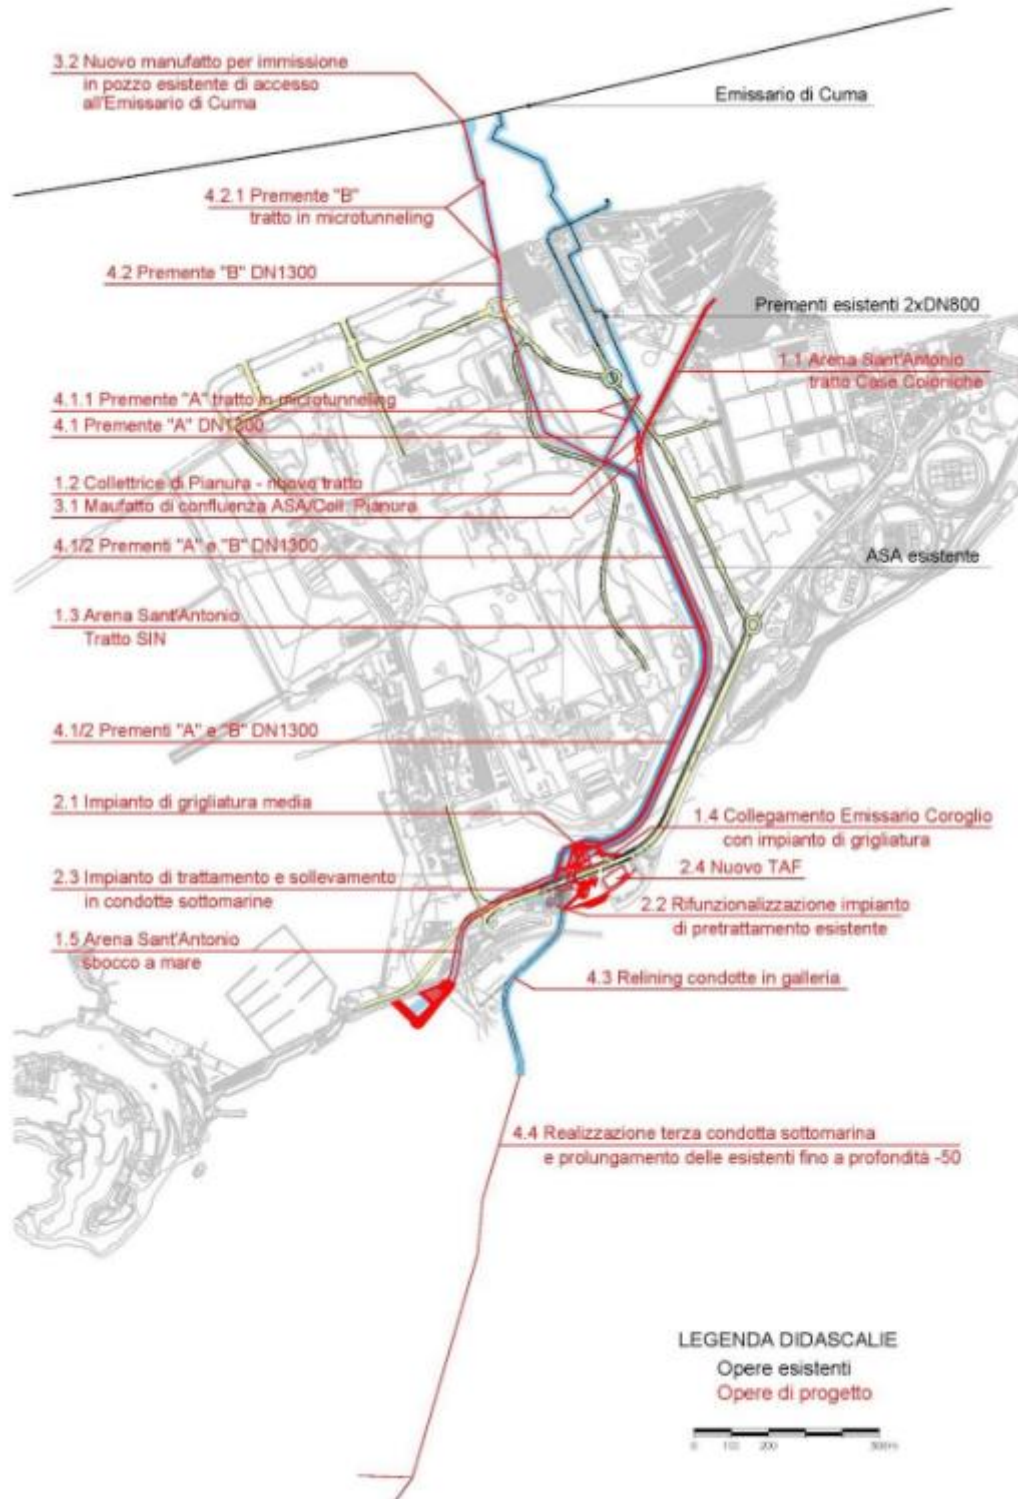 3.2 Nuovo manufatto per immissione
in pozzo esistente di accesso
all'Emissario di Cuma
Emissario di Cuma
4.2.1 Premente "B"
tratto in microtunneling
4.2 Premente "B" DN1300
Prementi esistenti 2xDN800
1.1 Arena Sant'Antonio
tratto Case Coloniche
4.1.1 Premente "A" tratto in microtunneling
4.1 Premente "A" DN1300
1.2 Collettrice di Pianura - nuovo tratto
3.1 Maufatto di confluenza ASA/Coll. Pianura
4.1/2 Prementi "A" e "B" DN1300
ASA esistente
1.3 Arena Sant'Antonio
Tratto SIN
4.1/2 Prementi "A" e "B" DN1300
2.1 Impianto di grigliatura media
1.4 Collegamento Emissario Coroglio
con impianto di grigliatura
2.4 Nuovo TAF
2.3 Impianto di trattamento e sollevamento
in condotte sottomarine
2.2 Rifunzionalizzazione impianto
di pretrattamento esistente
1.5 Arena Sant'Antonio
sbocco a mare
4.3 Relining condotte in galleria
4.4 Realizzazione terza condotta sottomarina
e prolungamento delle esistenti fino a profondità -50
LEGENDA DIDASCALIE
Opere esistenti
Opere di progetto
0 100 200